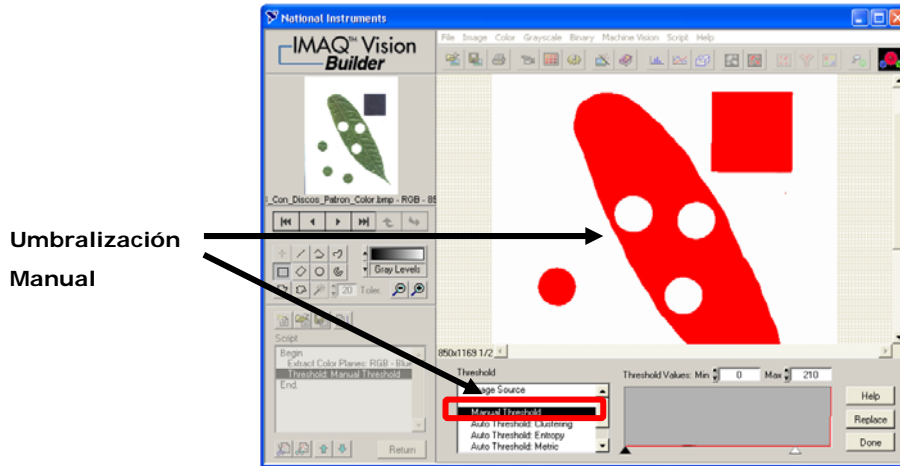 National Instruments
IMAQ™ Vision
Builder
File Image Color Grayscale Binary Machine Vision Script Help
l_Con_Discos_Patron_Color.bmp - RGB - 85
Gray Levels
20 Toler.
Script
Begin
Extract Color Planes: RGB - Blue
Threshold: Manual Threshold
End.
Return
Umbralización
Manual
850x1169 1/2
Threshold
Image Source
Manual Threshold
Auto Threshold: Clustering
Auto Threshold: Entropy
Auto Threshold: Metric
Threshold Values: Min 0 Max 210
Help
Replace
Done